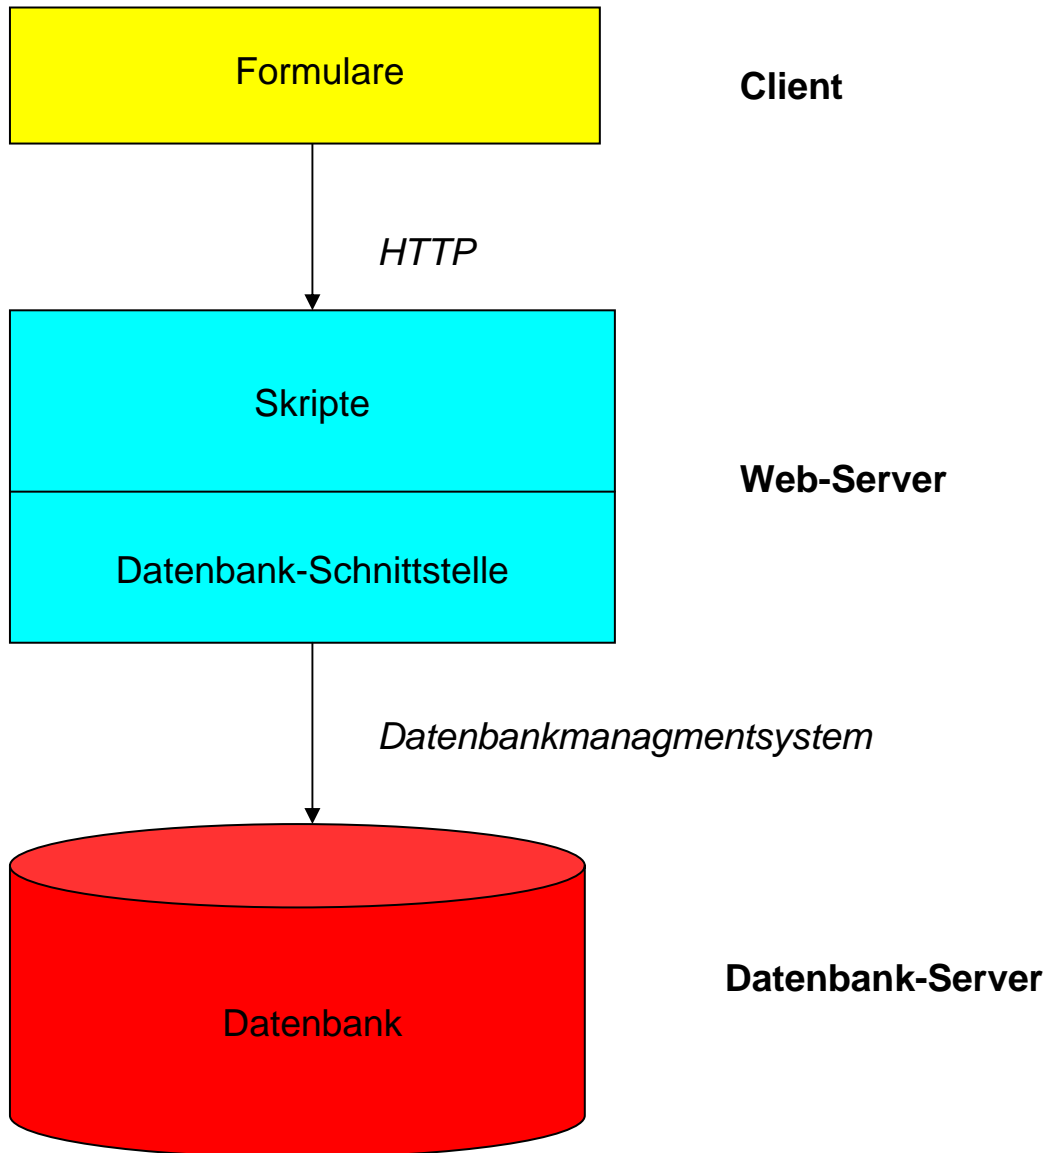 Formulare
Client
HTTP
Skripte
Web-Server
Datenbank-Schnittstelle
Datenbankmanagmentsystem
Datenbank-Server
Datenbank